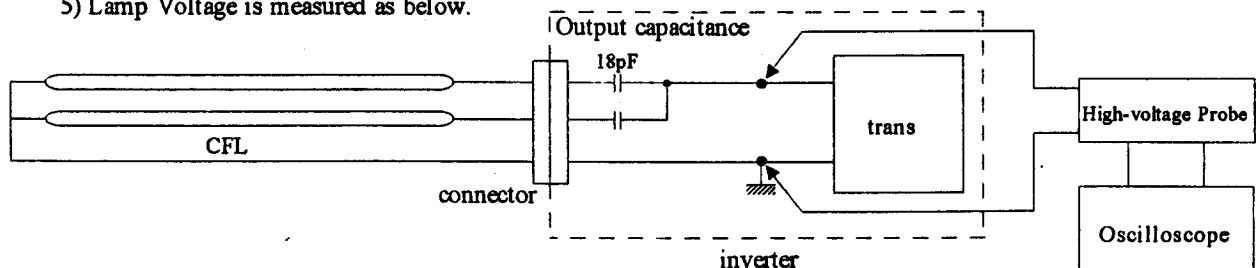 5) Lamp Voltage is measured as below.
Output capacitance
18pF
trans
High-voltage Probe
CFL
connector
Oscilloscope
inverter